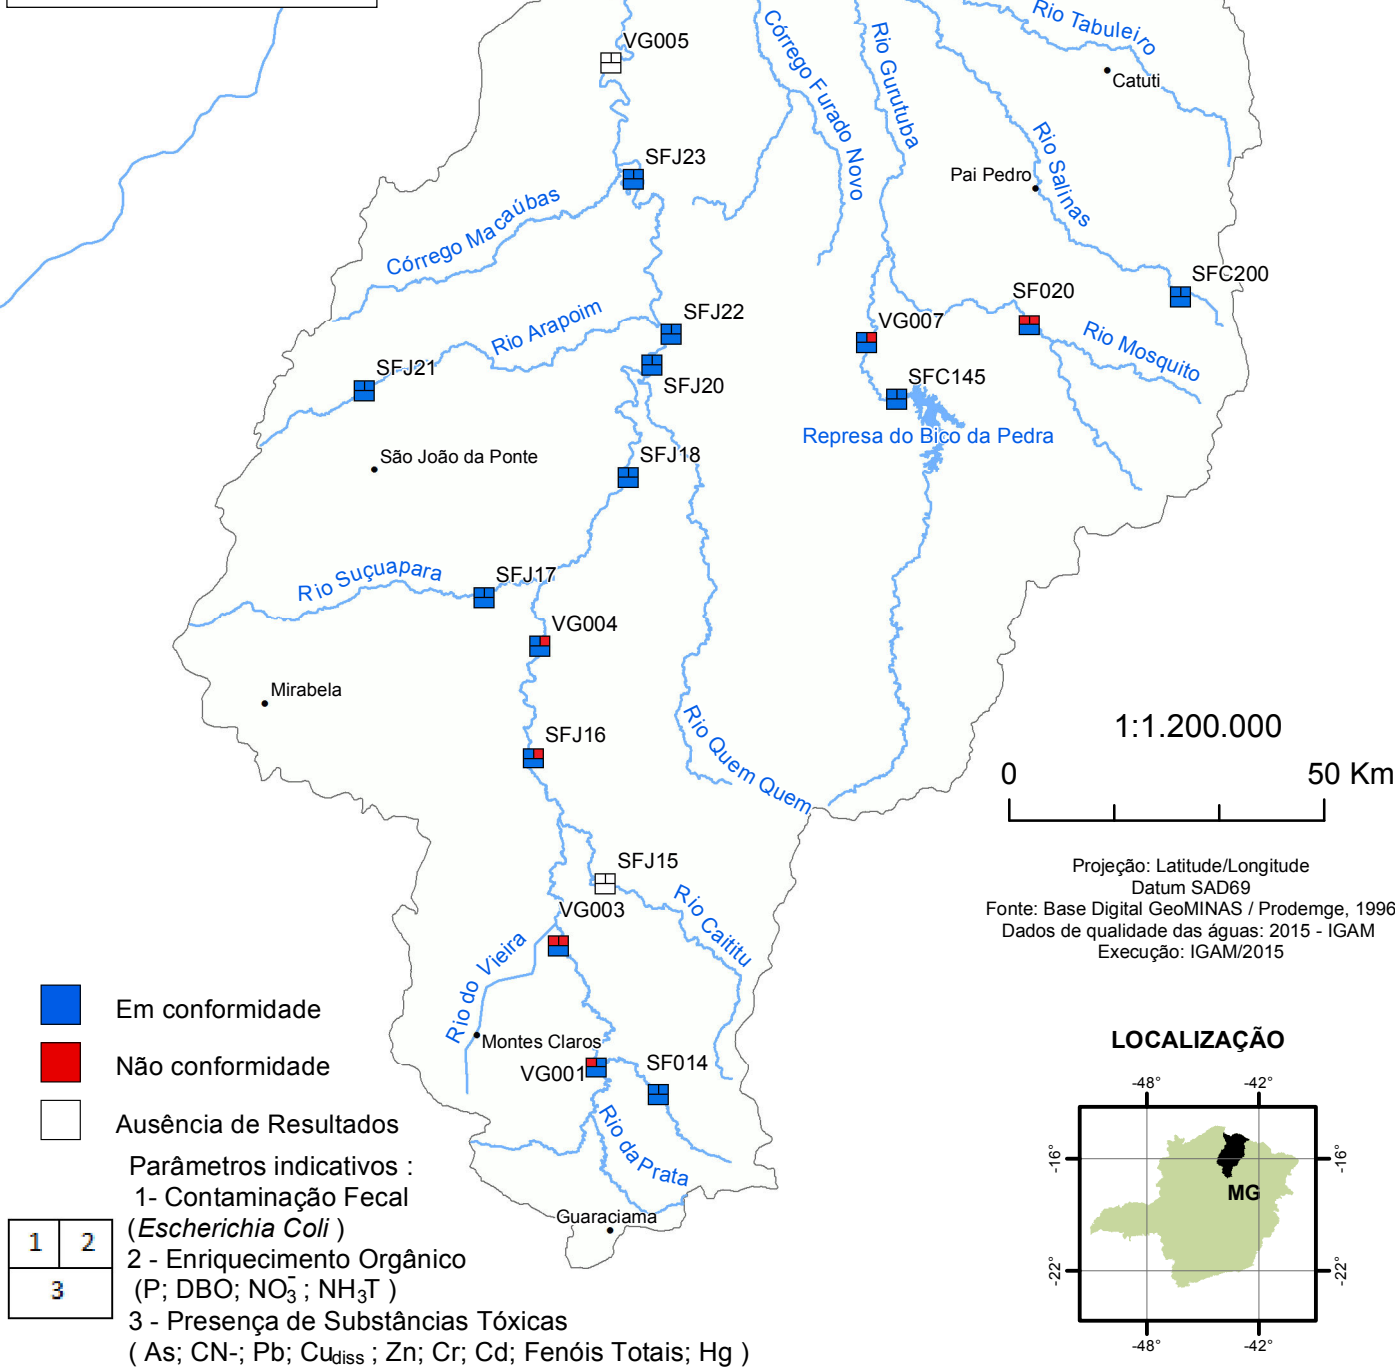 VG005
Córrego Furado Novo
Rio Gurutuba
Rio Tabuleiro
Catuti
SFJ23
Pai Pedro
Rio Salinas
Córrego Macaúbas
SFC200
SF020
Rio Arapoim
SFJ22
VG007
Rio Mosquito
SFJ21
SFJ20
SFC145
Represa do Bico da Pedra
São João da Ponte
SFJ18
Rio Suçuapara
SFJ17
VG004
Mirabela
Rio Quem Quem
SFJ16
1:1.200.000
0 50 Km
SFJ15
Rio Caititu
VG003
Rio do Vieira
Projeção: Latitude/Longitude
Datum SAD69
Fonte: Base Digital GeoMINAS / Prodemge, 1996
Dados de qualidade das águas: 2015 - IGAM
Execução: IGAM/2015
Montes Claros
VG001
SF014
Rio da Prata
Guaraciama
Em conformidade
Não conformidade
Ausência de Resultados
Parâmetros indicativos :
1- Contaminação Fecal
(Escherichia Coli )
2 - Enriquecimento Orgânico
(P; DBO; NO₃⁻ ; NH₃T )
3 - Presença de Substâncias Tóxicas
( As; CN-; Pb; Cudiss ; Zn; Cr; Cd; Fenóis Totais; Hg )
1 2
3
LOCALIZAÇÃO
-48° -42°
-16° -16°
MG
-22° -22°
-48° -42°